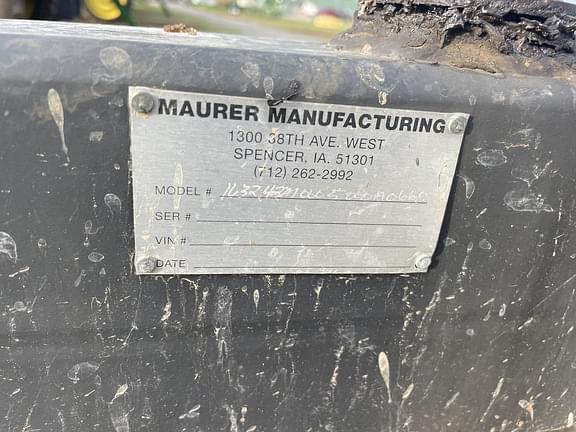 MAURER MANUFACTURING
1300 38TH AVE. WEST
SPENCER, IA. 51301
(712) 262-2992
MODEL #
SER #
VIN #
DATE